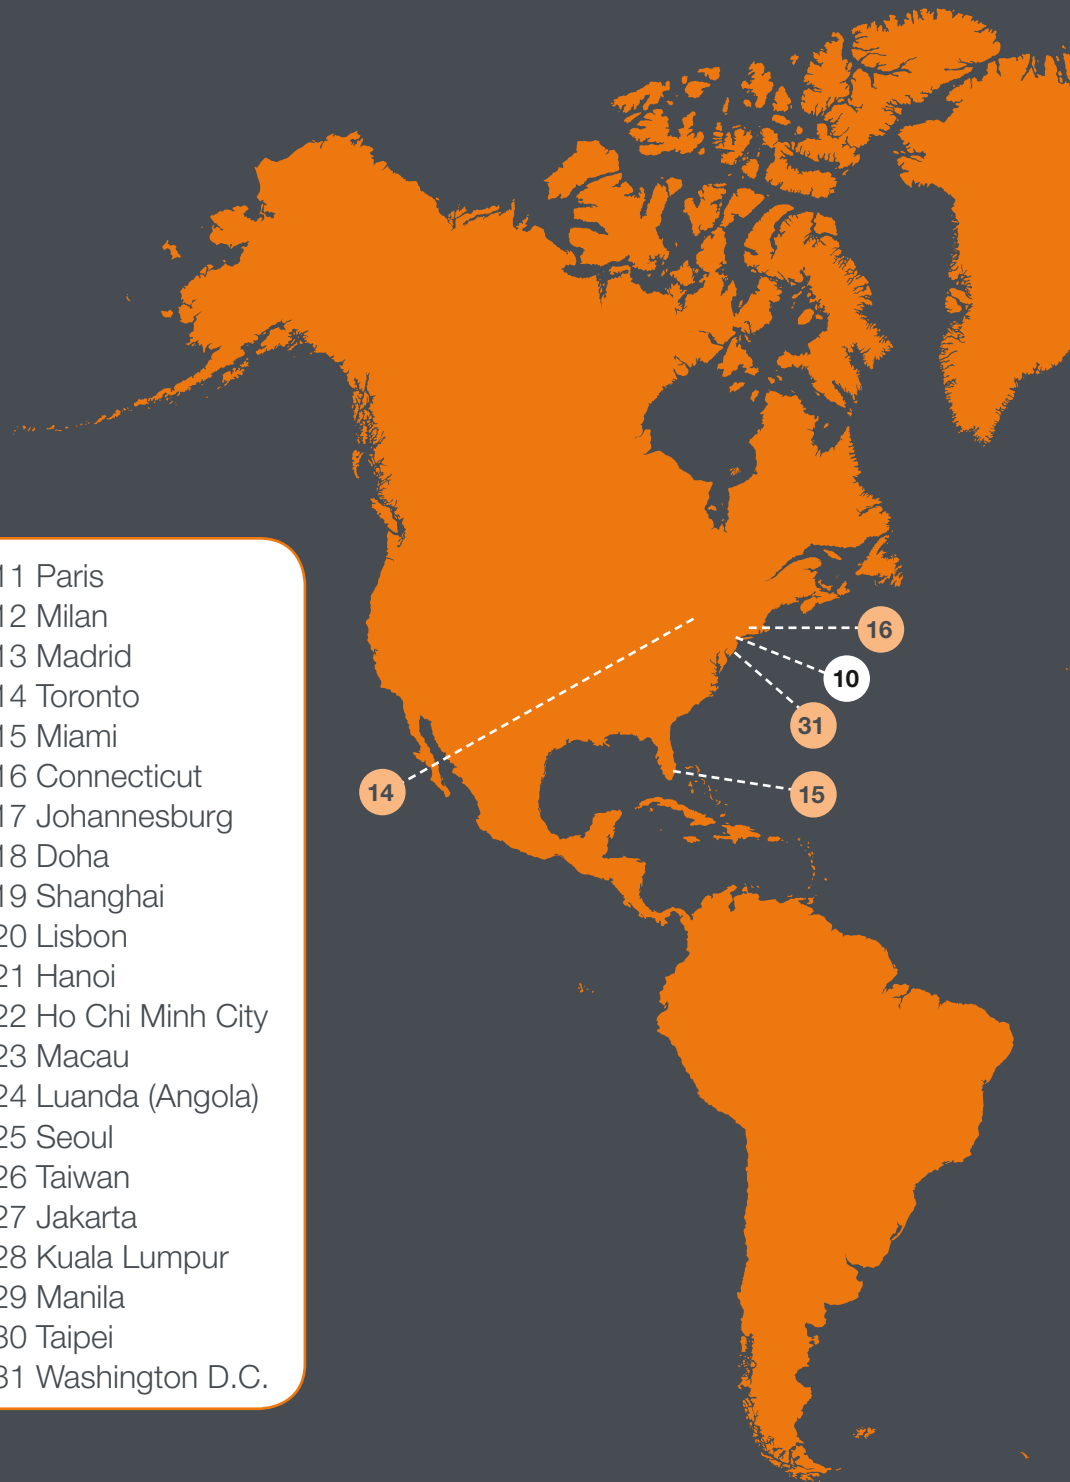 11 Paris
12 Milan
13 Madrid
14 Toronto
15 Miami
16 Connecticut
17 Johannesburg
18 Doha
19 Shanghai
20 Lisbon
21 Hanoi
22 Ho Chi Minh City
23 Macau
24 Luanda (Angola)
25 Seoul
26 Taiwan
27 Jakarta
28 Kuala Lumpur
29 Manila
30 Taipei
31 Washington D.C.
16
10
31
14
15